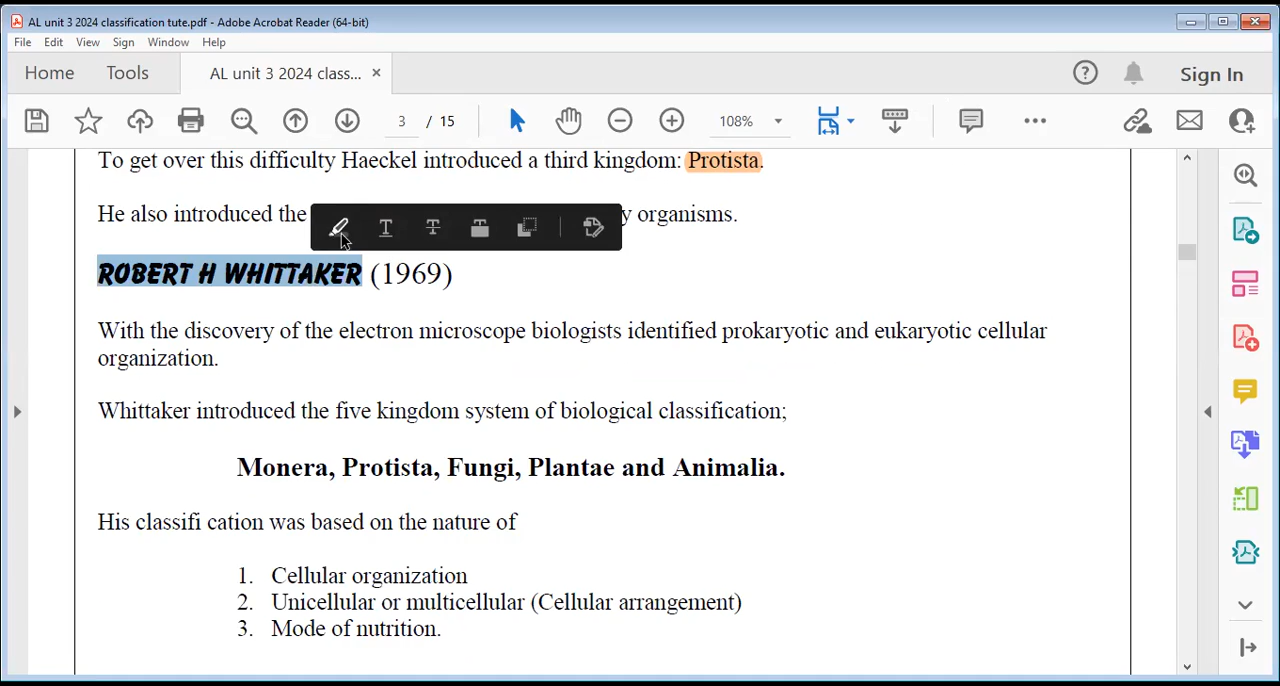 AL unit 3 2024 classification tute.pdf - Adobe Acrobat Reader (64-bit)
File Edit View Sign Window Help
Home Tools AL unit 3 2024 class... × Sign In
3 / 15 108%
To get over this difficulty Haeckel introduced a third kingdom: Protista.
He also introduced the y organisms.
ROBERT H WHITTAKER (1969)
With the discovery of the electron microscope biologists identified prokaryotic and eukaryotic cellular
organization.
Whittaker introduced the five kingdom system of biological classification;
Monera, Protista, Fungi, Plantae and Animalia.
His classifi cation was based on the nature of
1. Cellular organization
2. Unicellular or multicellular (Cellular arrangement)
3. Mode of nutrition.